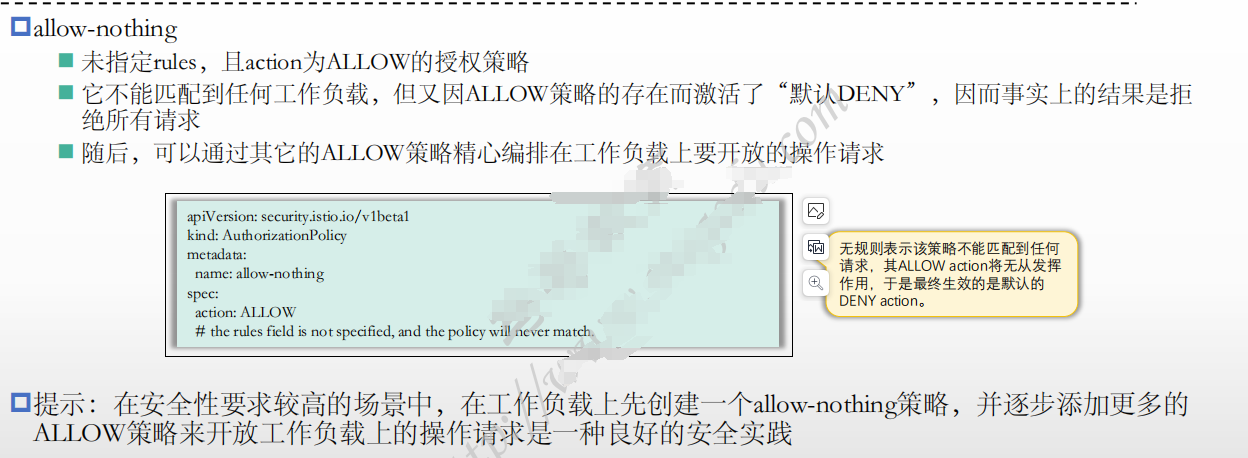 allow-nothing
未指定rules，且action为ALLOW的授权策略
它不能匹配到任何工作负载，但又因ALLOW策略的存在而激活了“默认DENY”，因而事实上的结果是拒
绝所有请求
随后，可以通过其它的ALLOW策略精心编排在工作负载上要开放的操作请求
apiVersion: security.istio.io/v1beta1
kind: AuthorizationPolicy
metadata:
  name: allow-nothing
spec:
  action: ALLOW
  # the rules field is not specified, and the policy will never match.
无规则表示该策略不能匹配到任何
请求，其ALLOW action将无从发挥
作用，于是最终生效的是默认的
DENY action。
提示：在安全性要求较高的场景中，在工作负载上先创建一个allow-nothing策略，并逐步添加更多的
ALLOW策略来开放工作负载上的操作请求是一种良好的安全实践